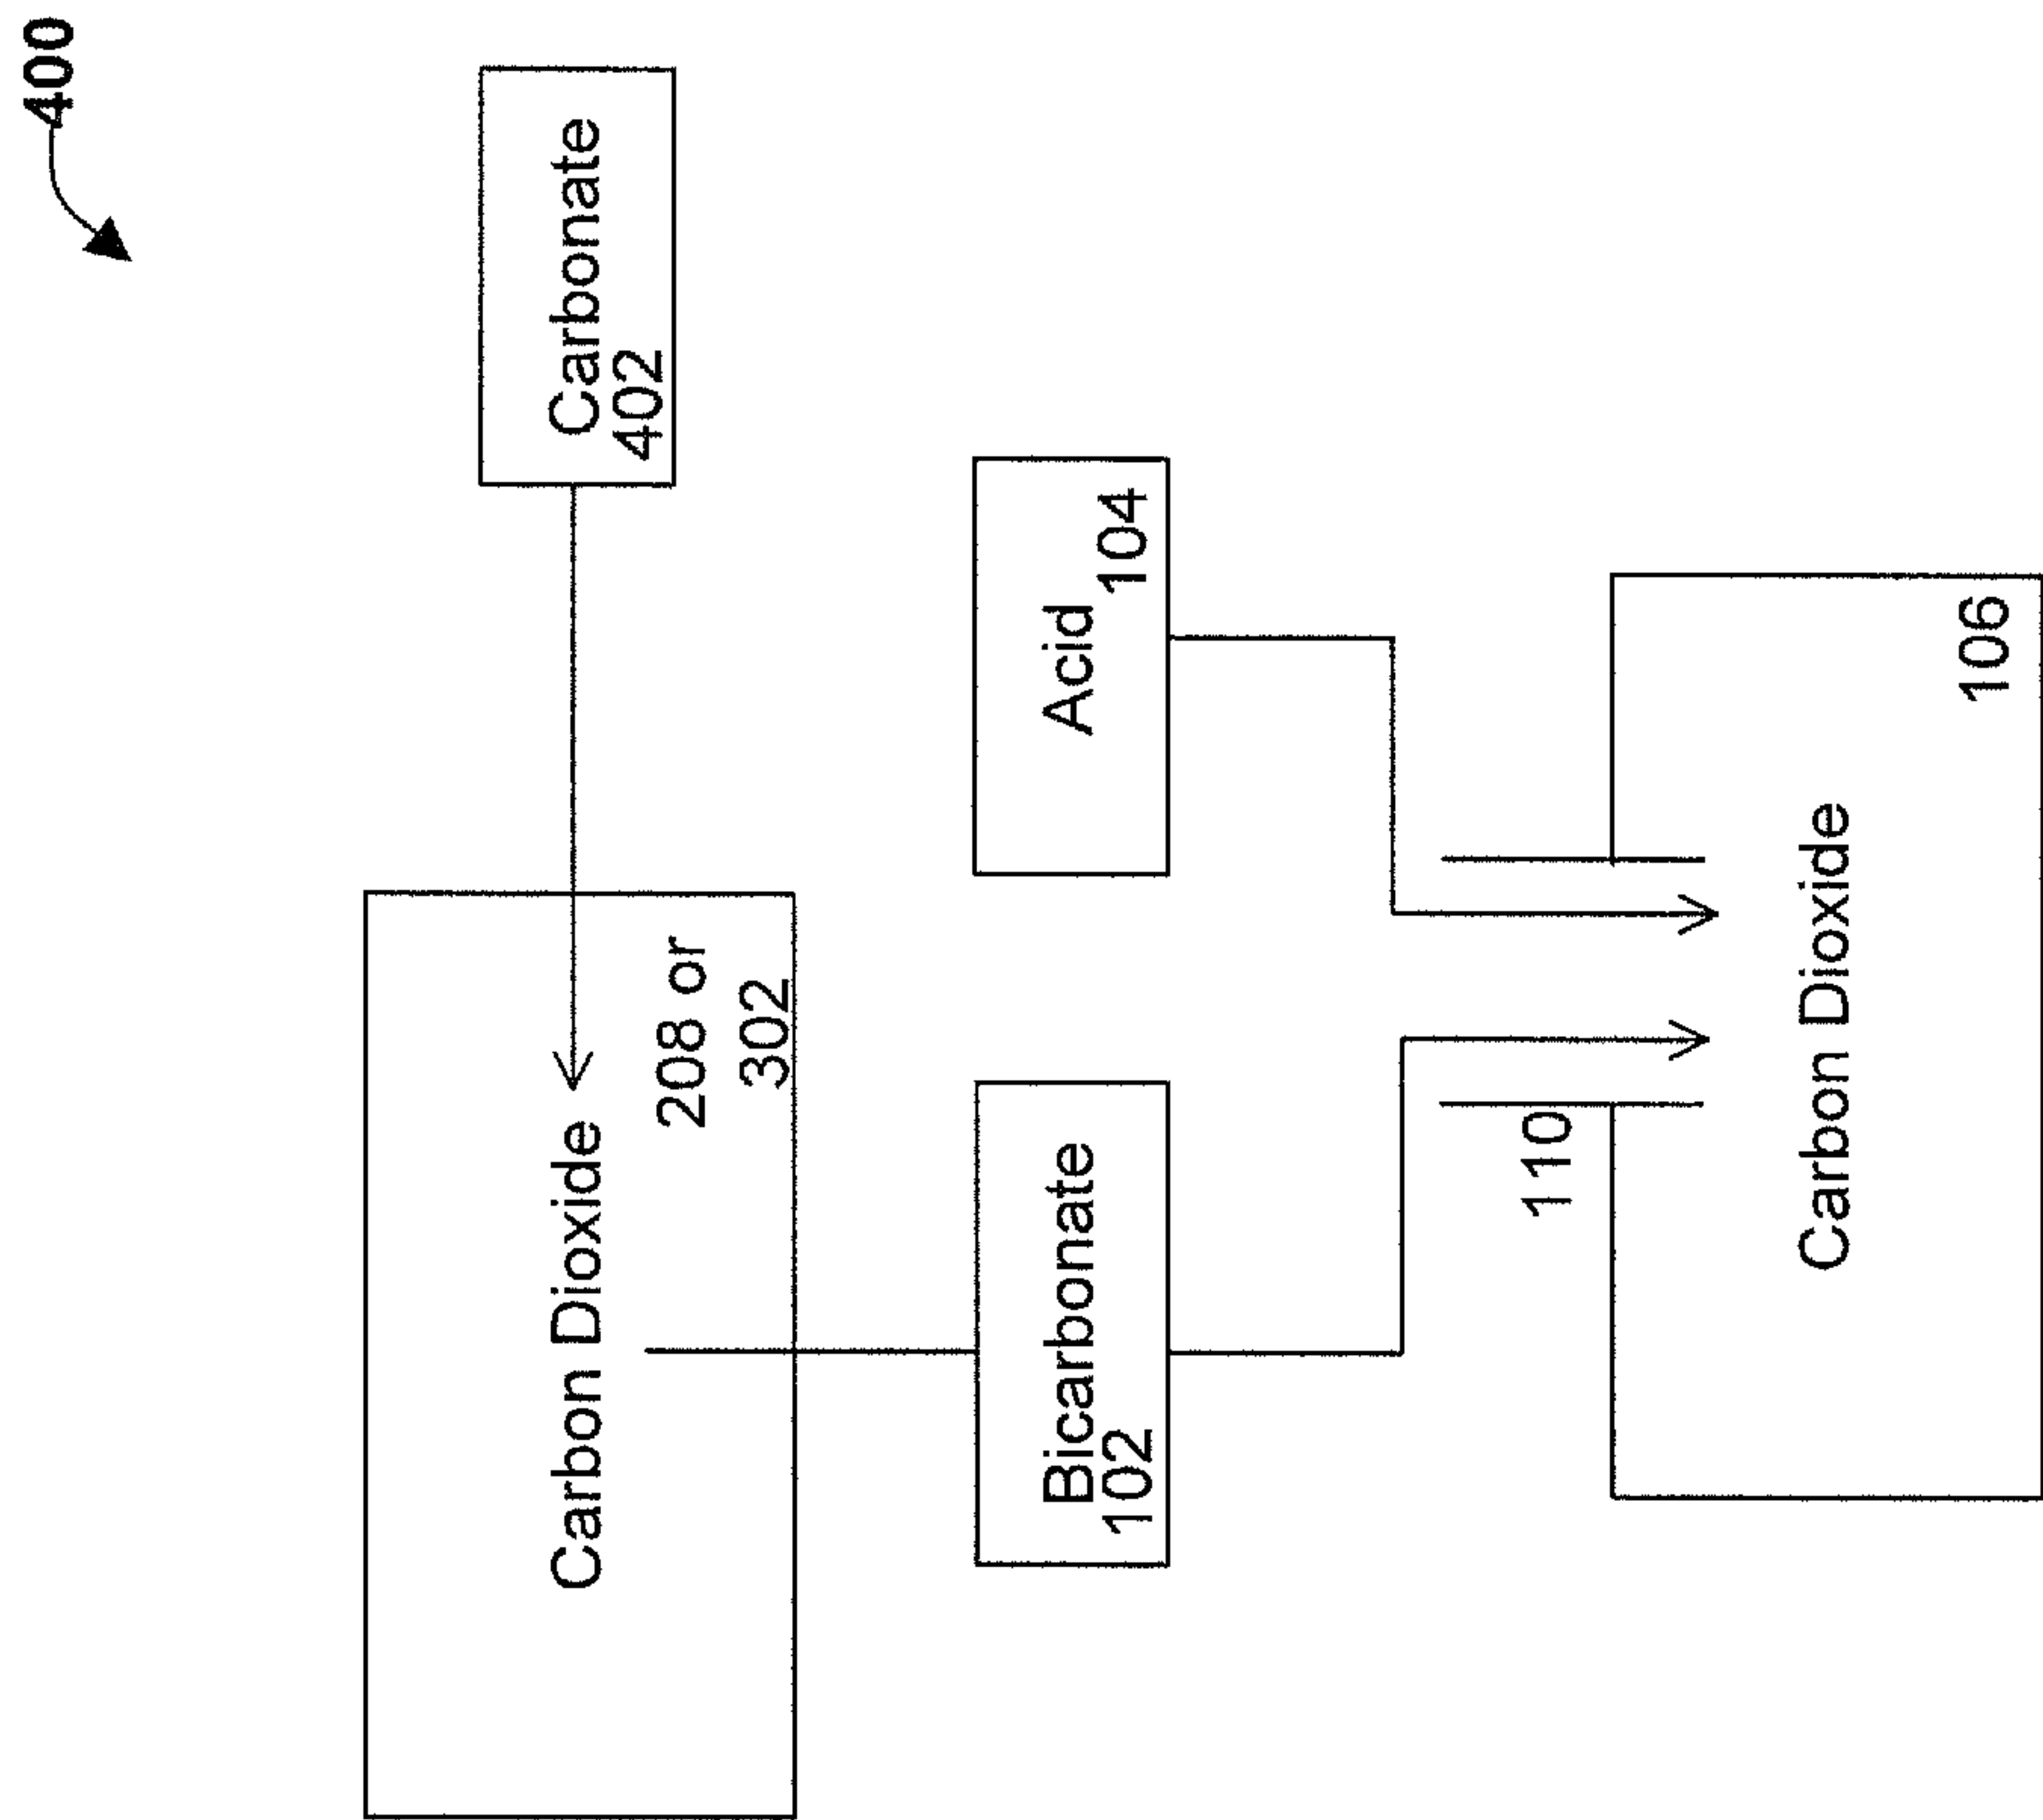 400
Carbon Dioxide
208 or
302
Carbonate
402
Bicarbonate
102
Acid
104
110
Carbon Dioxide
106